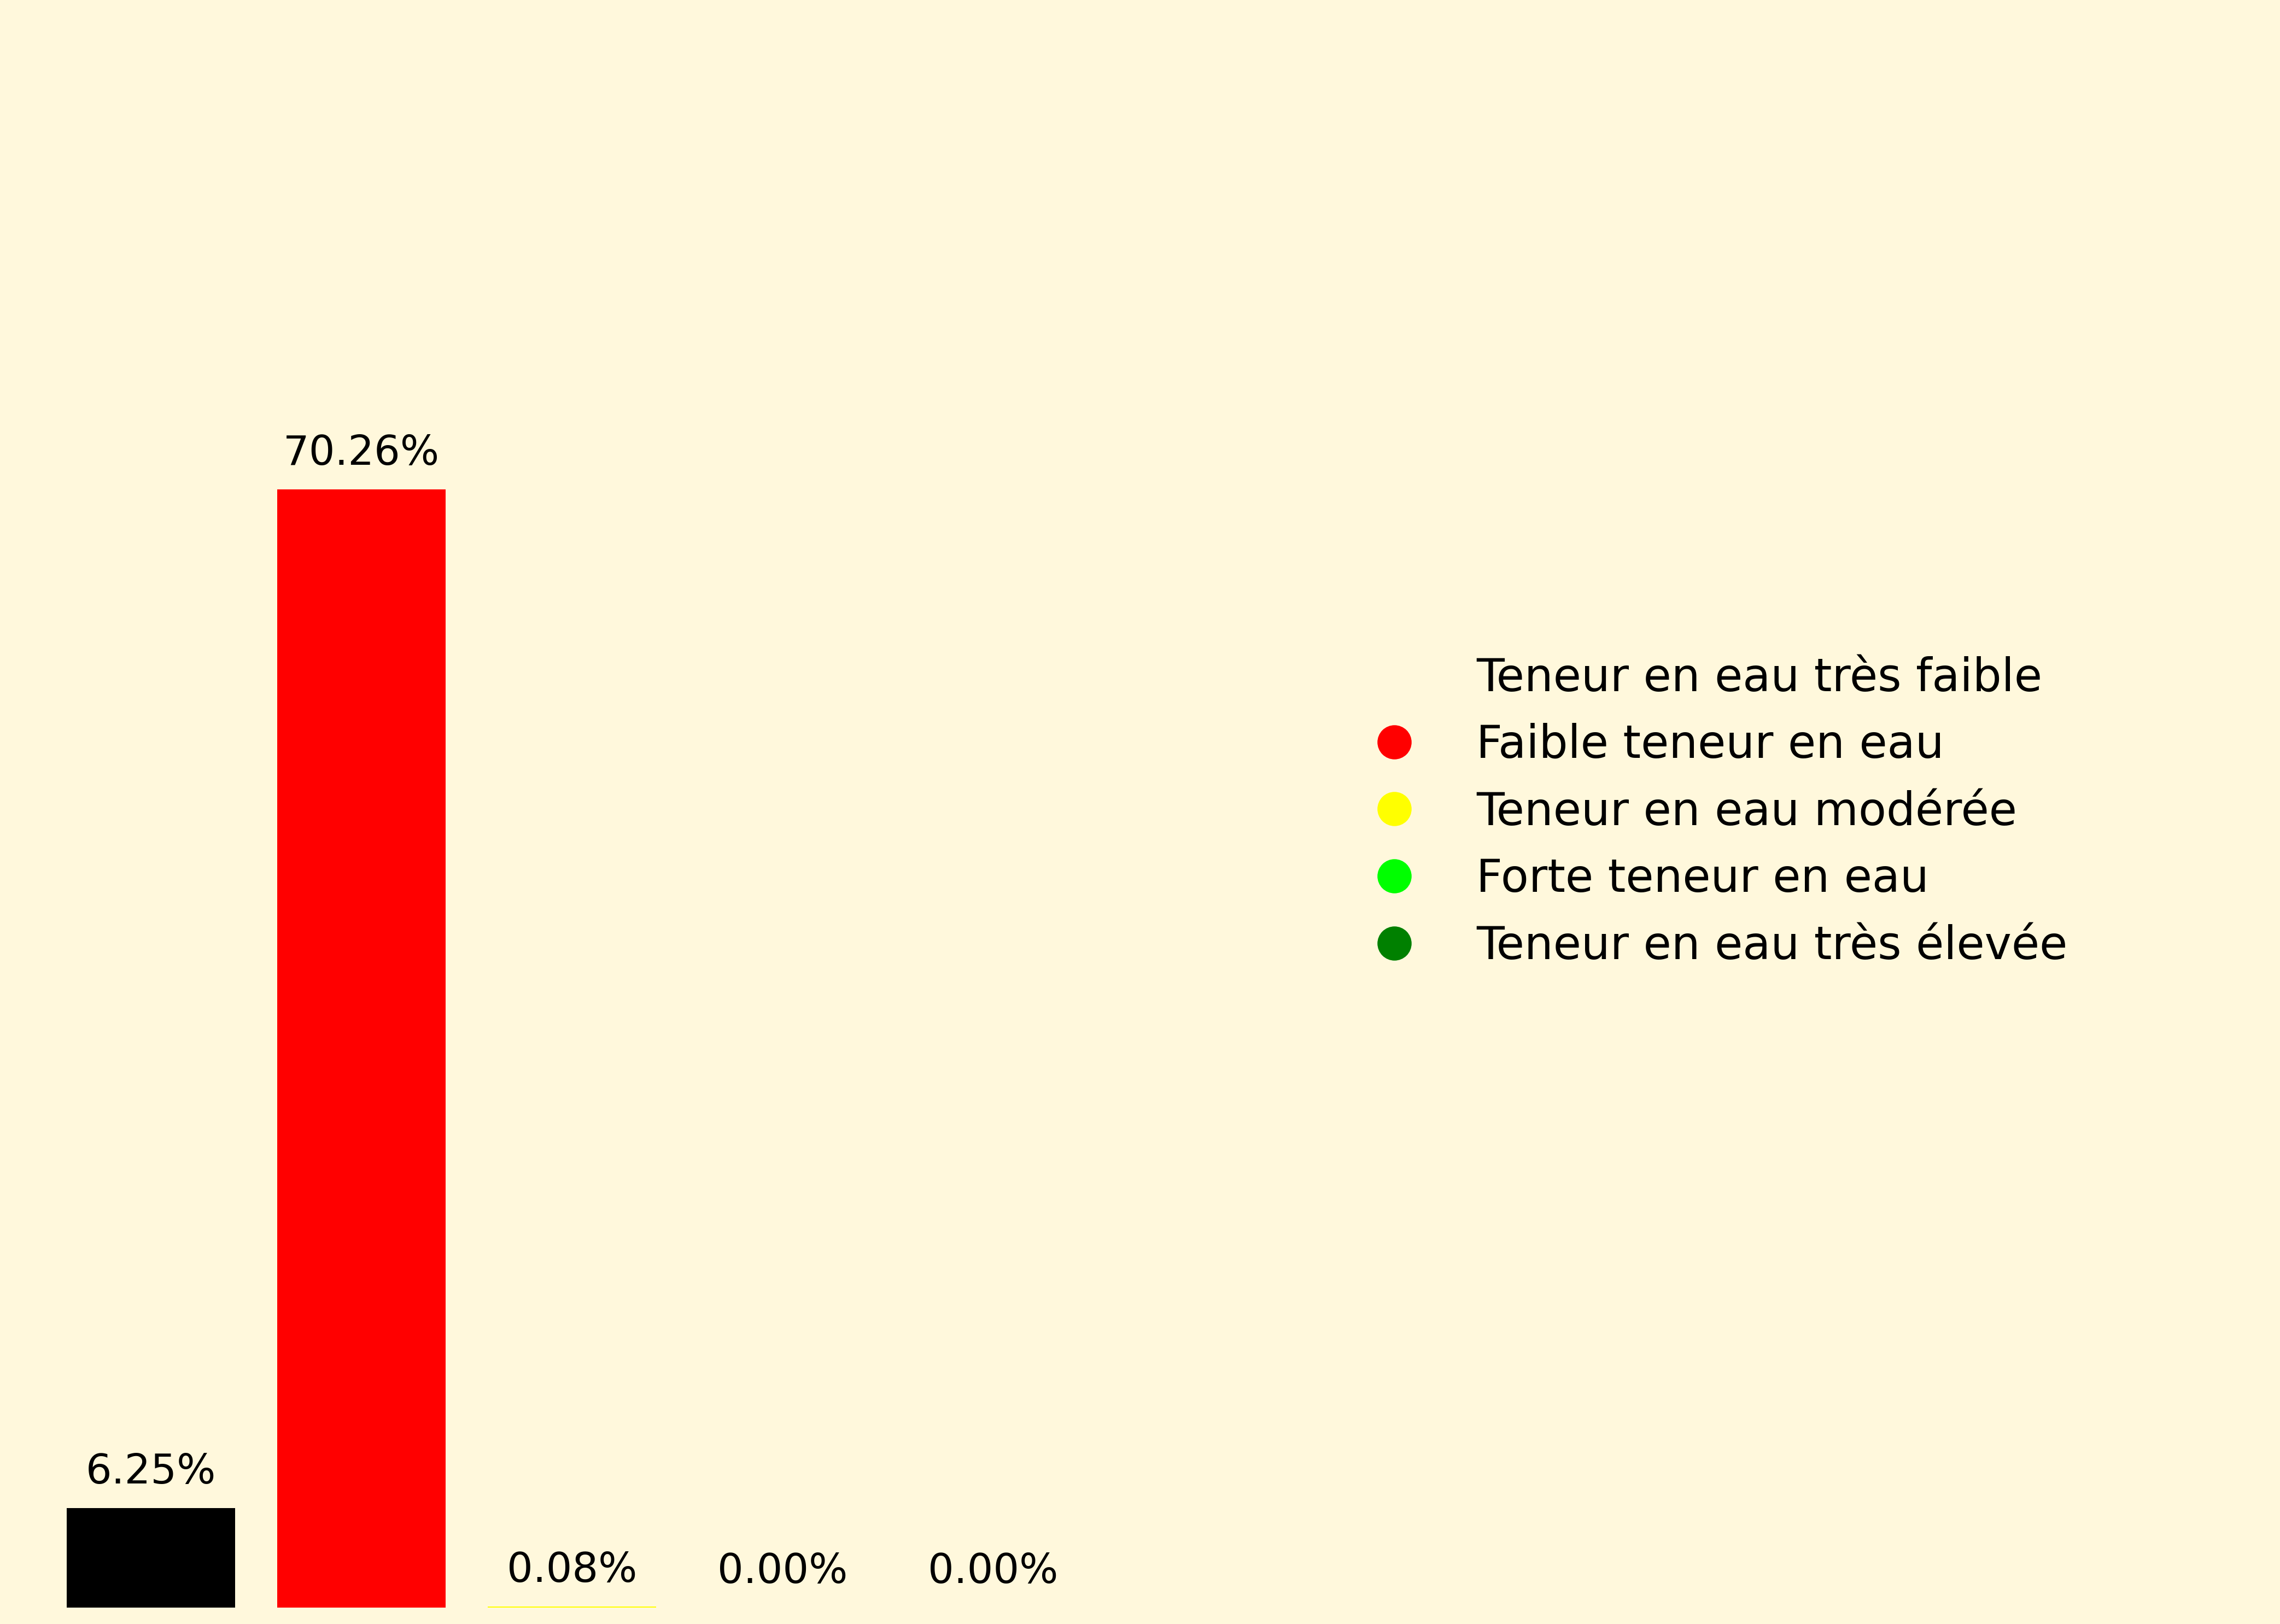 70.26%
6.25%
0.08%
0.00%
0.00%
Teneur en eau très faible
Faible teneur en eau
Teneur en eau modérée
Forte teneur en eau
Teneur en eau très élevée